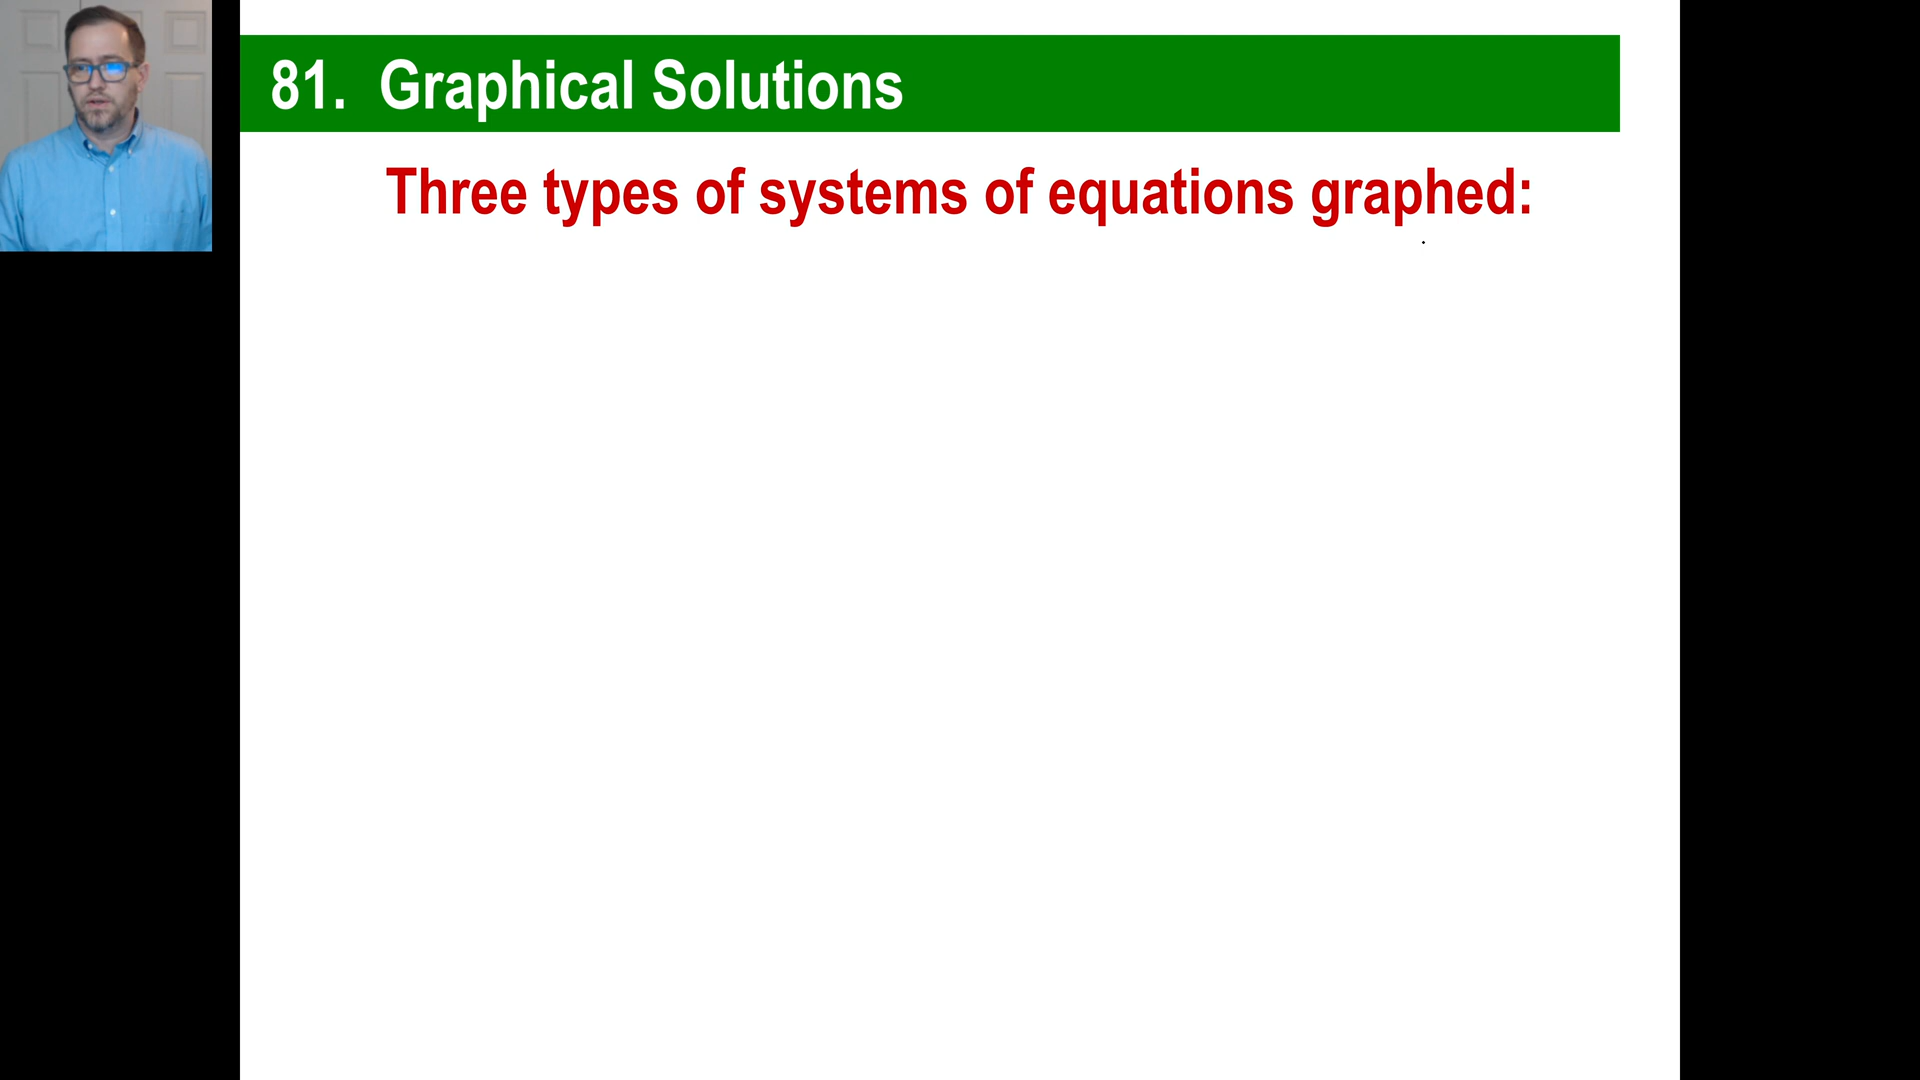 81. Graphical Solutions
Three types of systems of equations graphed: